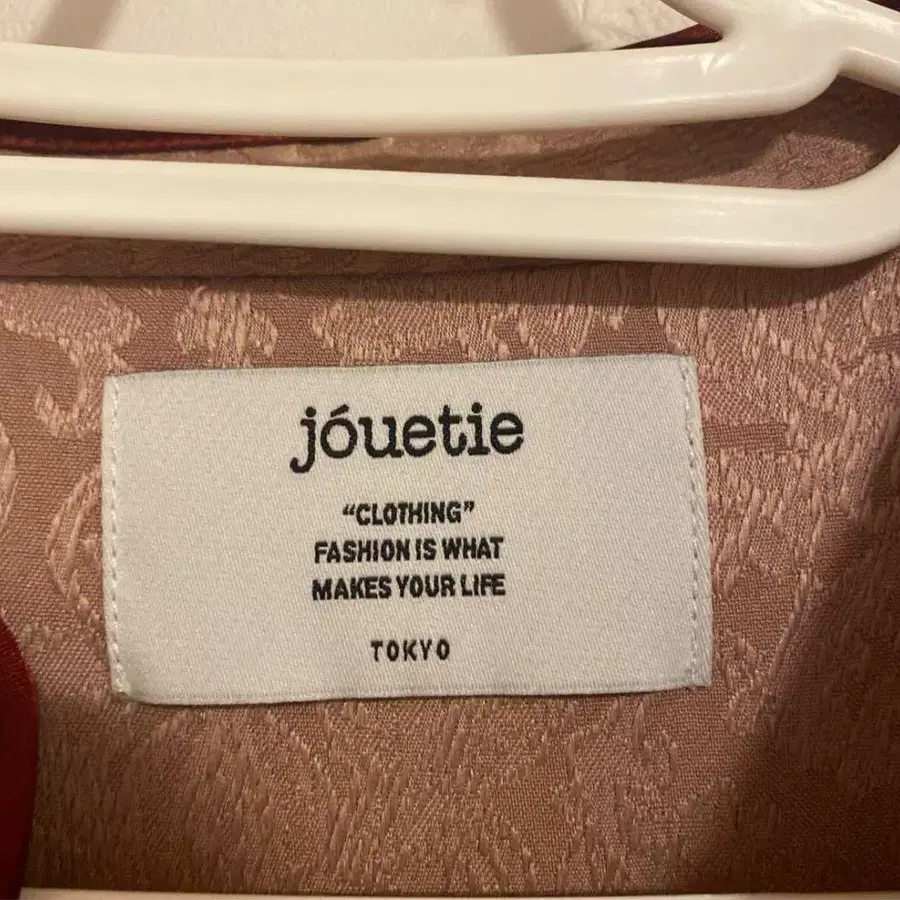 jóuetie
“CLOTHING”
FASHION IS WHAT
MAKES YOUR LIFE
TOKYO